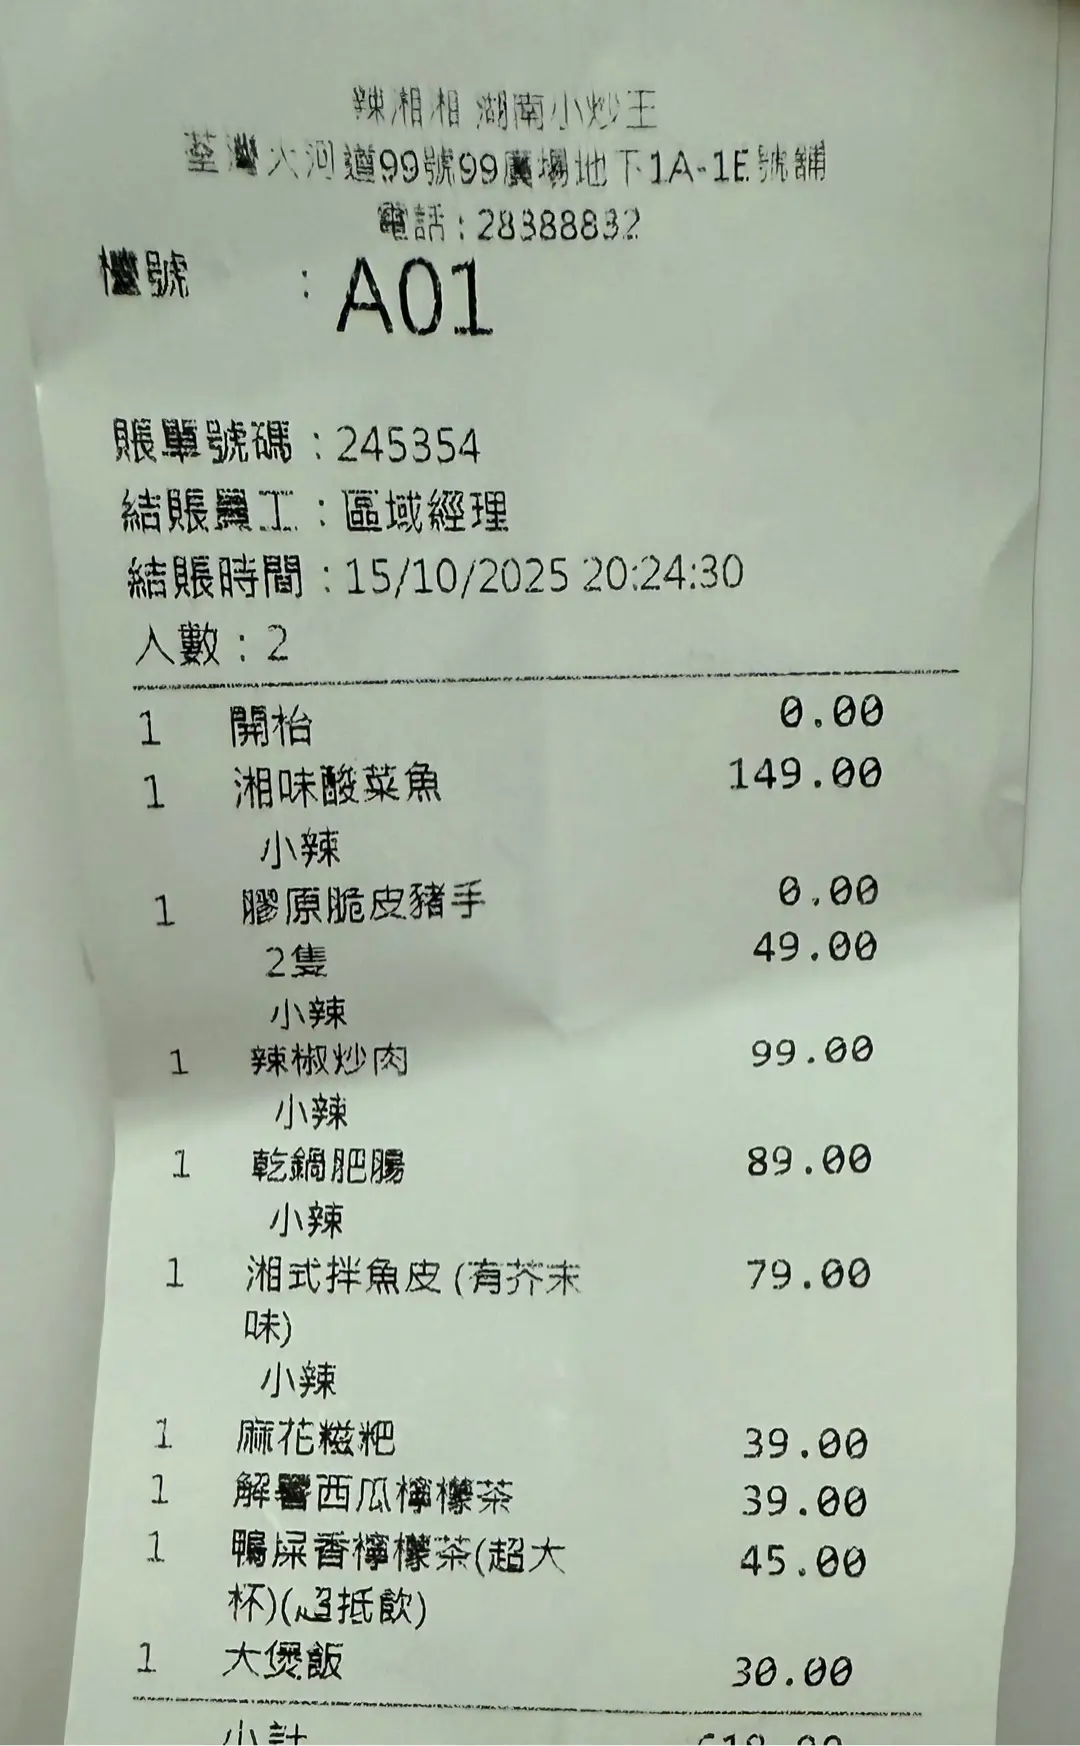 辣湘湘 湖南小炒王
荃灣大河道99號99廣場地下1A-1E號舖
電話：28388832
檯號 : A01
賬單號碼：245354
結賬員工：區域經理
結賬時間：15/10/2025 20:24:30
人數：2
1 開枱 0.00
1 湘味酸菜魚 149.00
小辣
1 膠原脆皮豬手 0.00
2隻 49.00
小辣
1 辣椒炒肉 99.00
小辣
1 乾鍋肥腸 89.00
小辣
1 湘式拌魚皮(有芥末 79.00
味)
小辣
1 麻花糍粑 39.00
1 解暑西瓜檸檬茶 39.00
1 鴨屎香檸檬茶(超大 45.00
杯)(超抵飲)
1 大煲飯 30.00
小計 618.00